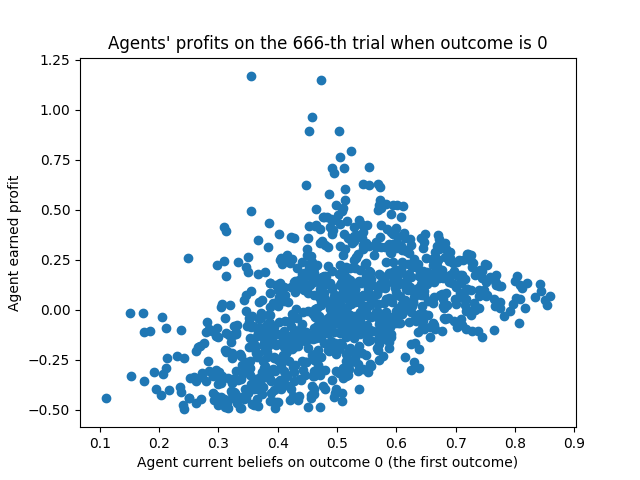 Agents' profits on the 666-th trial when outcome is 0
1.25
1.00
0.75
0.50
0.25
0.00
−0.25
−0.50
Agent earned profit
0.1 0.2 0.3 0.4 0.5 0.6 0.7 0.8 0.9
Agent current beliefs on outcome 0 (the first outcome)